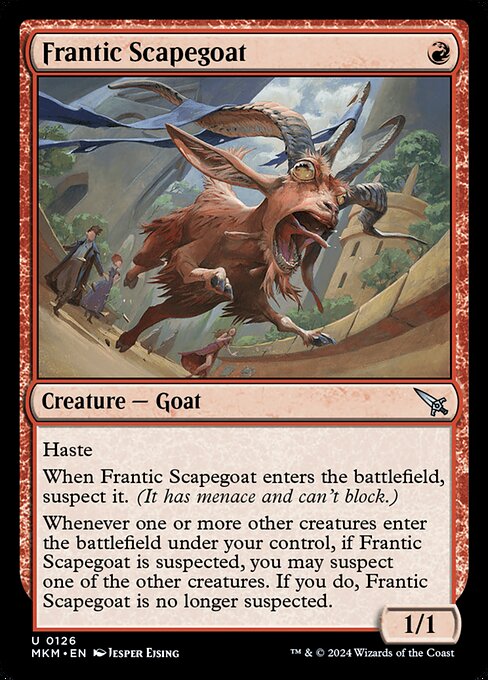 Frantic Scapegoat
Creature — Goat
Haste
When Frantic Scapegoat enters the battlefield,
suspect it. (It has menace and can't block.)
Whenever one or more other creatures enter
the battlefield under your control, if Frantic
Scapegoat is suspected, you may suspect
one of the other creatures. If you do, Frantic
Scapegoat is no longer suspected.
1/1
U 0126
MKM • EN Jesper Eising
™ & © 2024 Wizards of the Coast